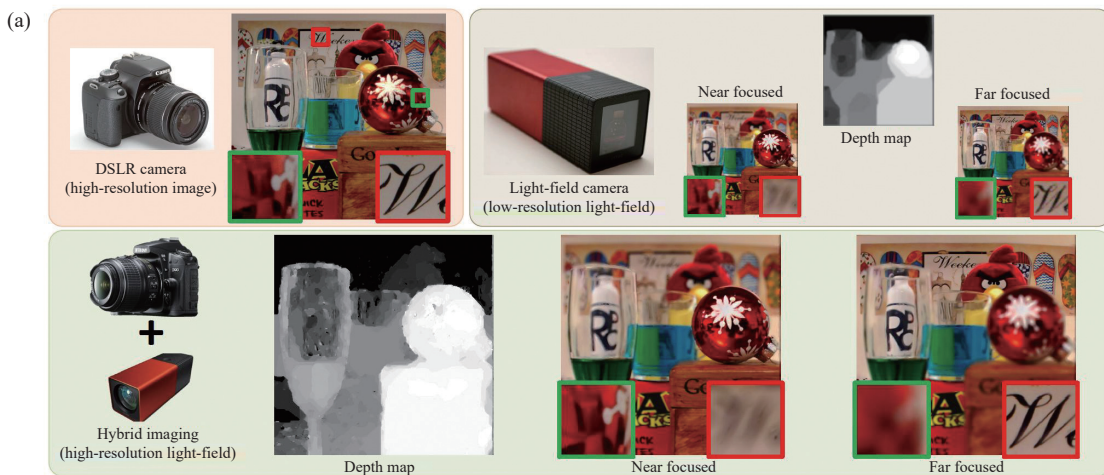 (a)
DSLR camera
(high-resolution image)
Weeke
W
Light-field camera
(low-resolution light-field)
Near focused
Depth map
Far focused
Hybrid imaging
(high-resolution light-field)
Depth map
Near focused
Far focused